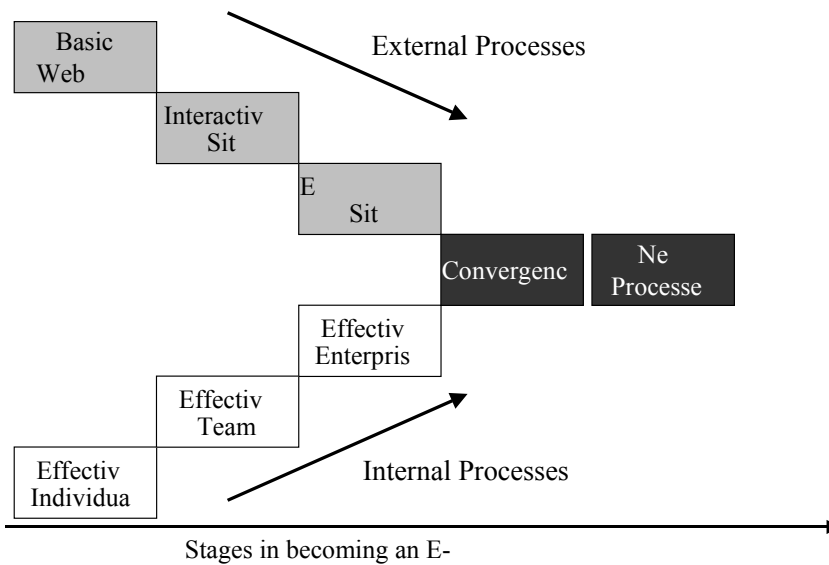 Basic
Web
External Processes
Interactiv
Sit
E
Sit
Convergenc
Ne
Processe
Effectiv
Enterpris
Effectiv
Team
Effectiv
Individua
Internal Processes
Stages in becoming an E-